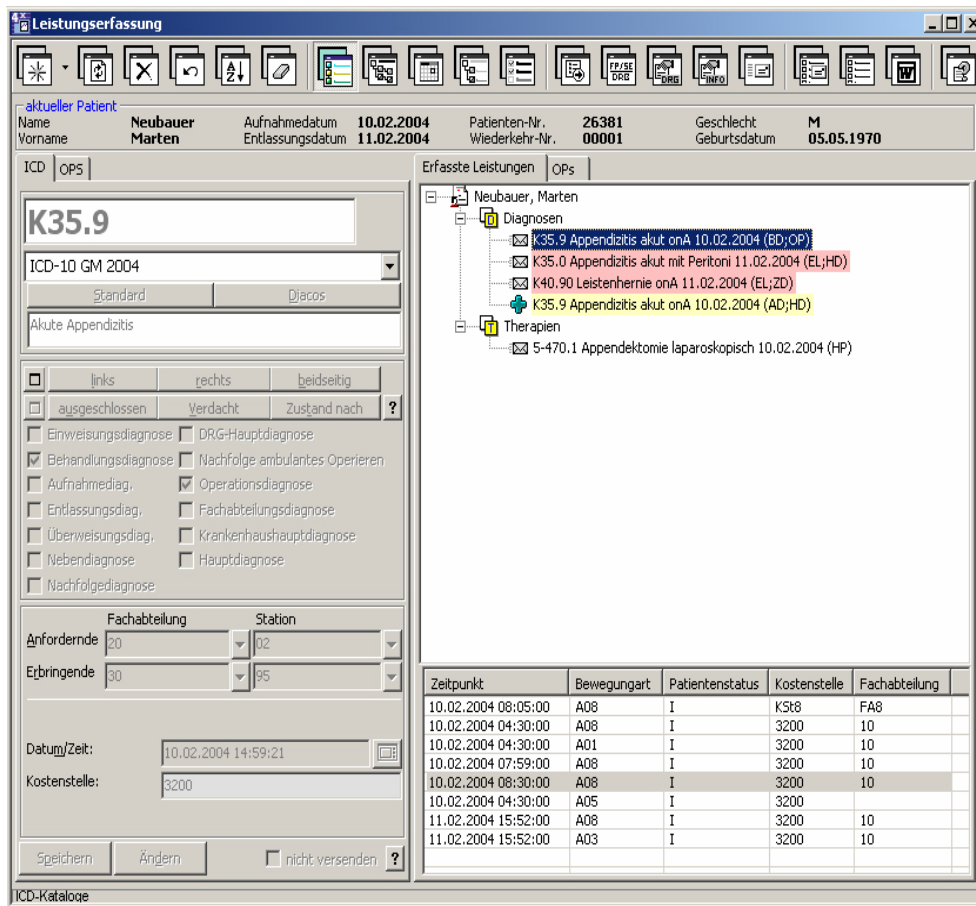 Leistungserfassung
FP/SE DRG
DRG
INFO
W
aktueller Patient
Name Neubauer Aufnahmedatum 10.02.2004 Patienten-Nr. 26381 Geschlecht M
Vorname Marten Entlassungsdatum 11.02.2004 Wiederkehr-Nr. 00001 Geburtsdatum 05.05.1970
ICD OPS
Erfasste Leistungen OPs
K35.9
ICD-10 GM 2004
Standard Diacos
Akute Appendizitis
links rechts beidseitig
ausgeschlossen Verdacht Zustand nach ?
Einweisungsdiagnose DRG-Hauptdiagnose
Behandlungsdiagnose Nachfolge ambulantes Operieren
Aufnahmediag. Operationsdiagnose
Entlassungsdiag. Fachabteilungsdiagnose
Überweisungsdiag. Krankenhaushauptdiagnose
Nebendiagnose Hauptdiagnose
Nachfolgediagnose
Fachabteilung Station
Anfordernde 20 02
Erbringende 30 95
Datum/Zeit: 10.02.2004 14:59:21
Kostenstelle: 3200
Speichern Ändern nicht versenden ?
Neubauer, Marten
D Diagnosen
K35.9 Appendizitis akut onA 10.02.2004 (BD;OP)
K35.0 Appendizitis akut mit Peritoni 11.02.2004 (EL;HD)
K40.90 Leistenhernie onA 11.02.2004 (EL;ZD)
K35.9 Appendizitis akut onA 10.02.2004 (AD;HD)
T Therapien
5-470.1 Appendektomie laparoskopisch 10.02.2004 (HP)
Zeitpunkt Bewegungart Patientenstatus Kostenstelle Fachabteilung
10.02.2004 08:05:00 A08 I KSt8 FA8
10.02.2004 04:30:00 A08 I 3200 10
10.02.2004 04:30:00 A01 I 3200 10
10.02.2004 07:59:00 A08 I 3200 10
10.02.2004 08:30:00 A08 I 3200 10
10.02.2004 04:30:00 A05 I 3200
11.02.2004 15:52:00 A08 I 3200 10
11.02.2004 15:52:00 A03 I 3200 10
ICD-Kataloge